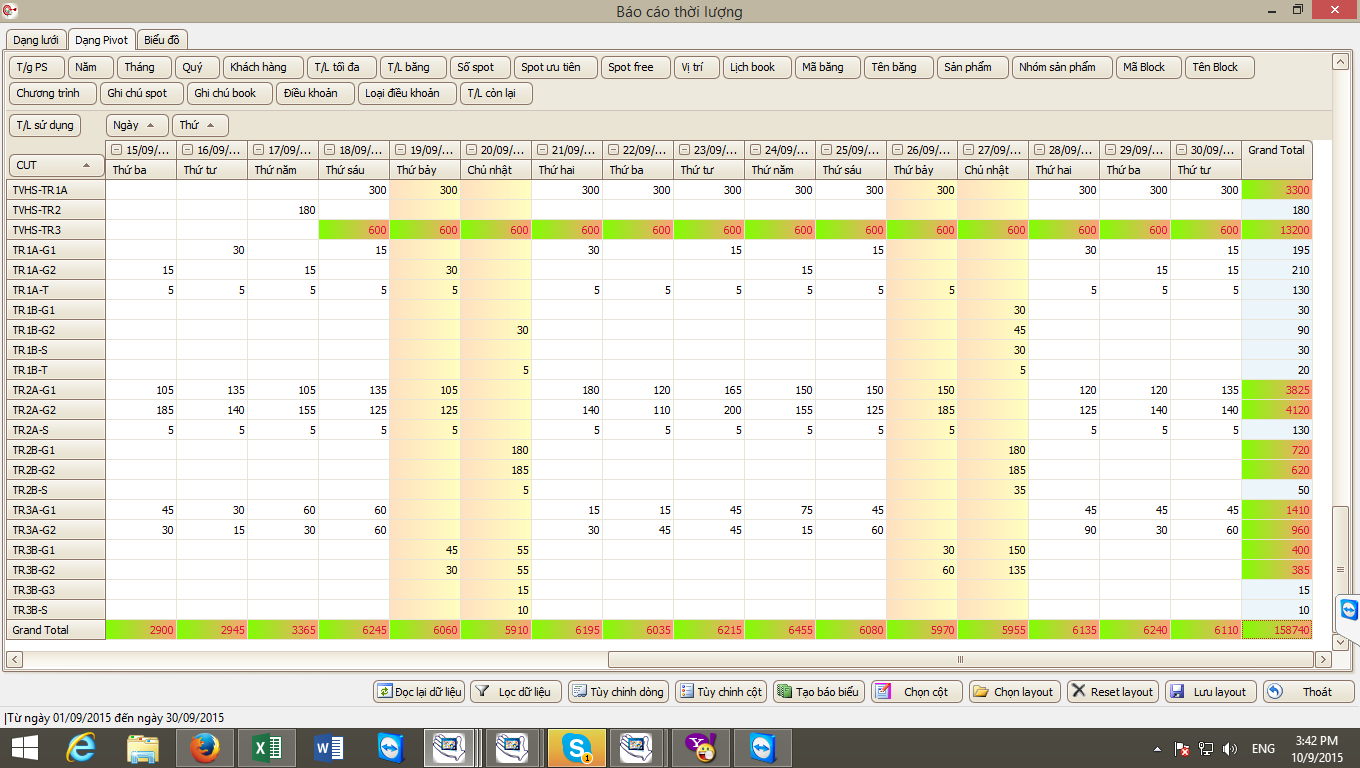 Báo cáo thời lượng
Dạng lưới Dạng Pivot Biểu đồ
T/g PS Năm Tháng Quý Khách hàng T/L tối đa T/L băng Số spot Spot ưu tiên Spot free Vị trí Lịch book Mã băng Tên băng Sản phẩm Nhóm sản phẩm Mã Block Tên Block
Chương trình Ghi chú spot Ghi chú book Điều khoản Loại điều khoản T/L còn lại
T/L sử dụng Ngày Thứ
15/09/... 16/09/... 17/09/... 18/09/... 19/09/... 20/09/... 21/09/... 22/09/... 23/09/... 24/09/... 25/09/... 26/09/... 27/09/... 28/09/... 29/09/... 30/09/... Grand Total
CUT Thứ ba Thứ tư Thứ năm Thứ sáu Thứ bảy Chủ nhật Thứ hai Thứ ba Thứ tư Thứ năm Thứ sáu Thứ bảy Chủ nhật Thứ hai Thứ ba Thứ tư
TVHS-TR1A 300 300 300 300 300 300 300 300 300 300 300 3300
TVHS-TR2 180 180
TVHS-TR3 600 600 600 600 600 600 600 600 600 600 600 600 600 13200
TR1A-G1 30 15 30 15 15 30 15 195
TR1A-G2 15 15 30 15 15 15 210
TR1A-T 5 5 5 5 5 5 5 5 5 5 5 5 5 5 130
TR1B-G1 30 30
TR1B-G2 30 45 90
TR1B-S 30 30
TR1B-T 5 5 20
TR2A-G1 105 135 105 135 105 180 120 165 150 150 150 120 120 135 3825
TR2A-G2 185 140 155 125 125 140 110 200 155 125 185 125 140 140 4120
TR2A-S 5 5 5 5 5 5 5 5 5 5 5 5 5 5 130
TR2B-G1 180 180 720
TR2B-G2 185 185 620
TR2B-S 5 35 50
TR3A-G1 45 30 60 60 15 15 45 75 45 45 45 45 1410
TR3A-G2 30 15 30 60 30 45 45 15 60 90 30 60 960
TR3B-G1 45 55 30 150 400
TR3B-G2 30 55 60 135 385
TR3B-G3 15 15
TR3B-S 10 10
Grand Total 2900 2945 3365 6245 6060 5910 6195 6035 6215 6455 6080 5970 5955 6135 6240 6110 158740
Đọc lại dữ liệu Lọc dữ liệu Tùy chỉnh dòng Tùy chỉnh cột Tạo báo biểu Chọn cột Chọn layout Reset layout Lưu layout Thoát
Từ ngày 01/09/2015 đến ngày 30/09/2015
1
ENG
3:42 PM
10/9/2015